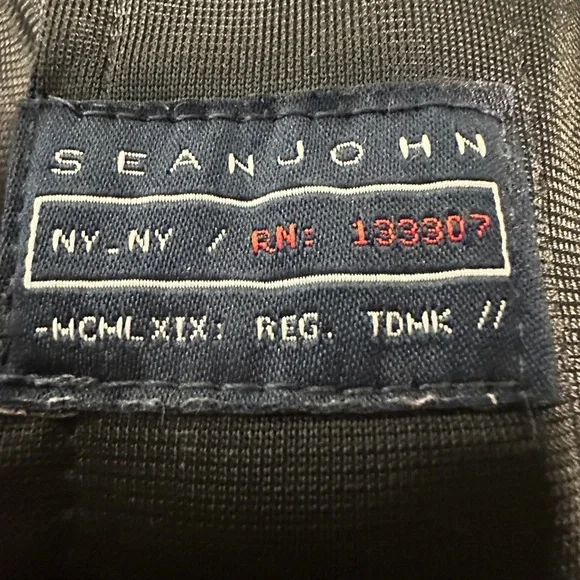 SEANJOHN
NY_NY / RN: 133307
-MCMLXIX: REG. TDMK //